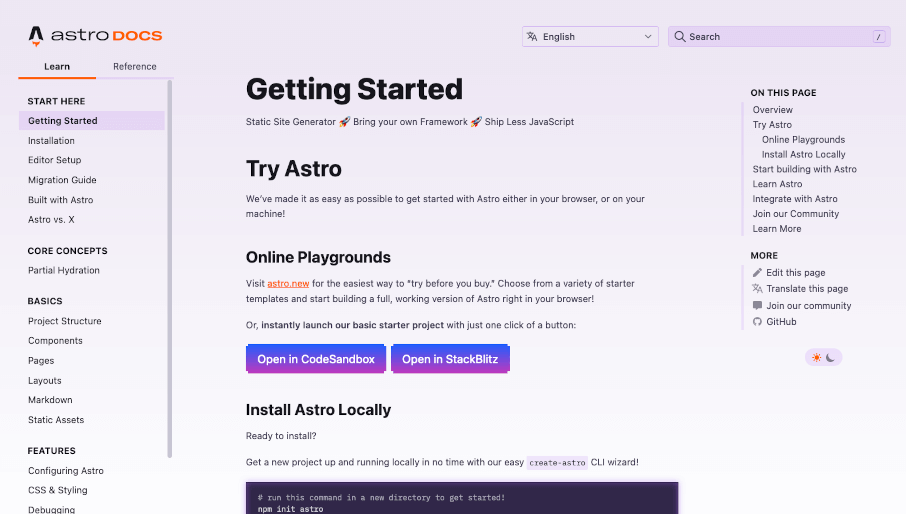 astro DOCS
English
Search
/
Learn
Reference
START HERE
Getting Started
Installation
Editor Setup
Migration Guide
Built with Astro
Astro vs. X
CORE CONCEPTS
Partial Hydration
BASICS
Project Structure
Components
Pages
Layouts
Markdown
Static Assets
FEATURES
Configuring Astro
CSS & Styling
Debugging
Getting Started
Static Site Generator 🚀 Bring your own Framework 🚀 Ship Less JavaScript
Try Astro
We've made it as easy as possible to get started with Astro either in your browser, or on your
machine!
Online Playgrounds
Visit astro.new for the easiest way to "try before you buy." Choose from a variety of starter
templates and start building a full, working version of Astro right in your browser!
Or, instantly launch our basic starter project with just one click of a button:
Open in CodeSandbox
Open in StackBlitz
Install Astro Locally
Ready to install?
Get a new project up and running locally in no time with our easy create-astro CLI wizard!
# run this command in a new directory to get started!
npm init astro
ON THIS PAGE
Overview
Try Astro
Online Playgrounds
Install Astro Locally
Start building with Astro
Learn Astro
Integrate with Astro
Join our Community
Learn More
MORE
Edit this page
Translate this page
Join our community
GitHub